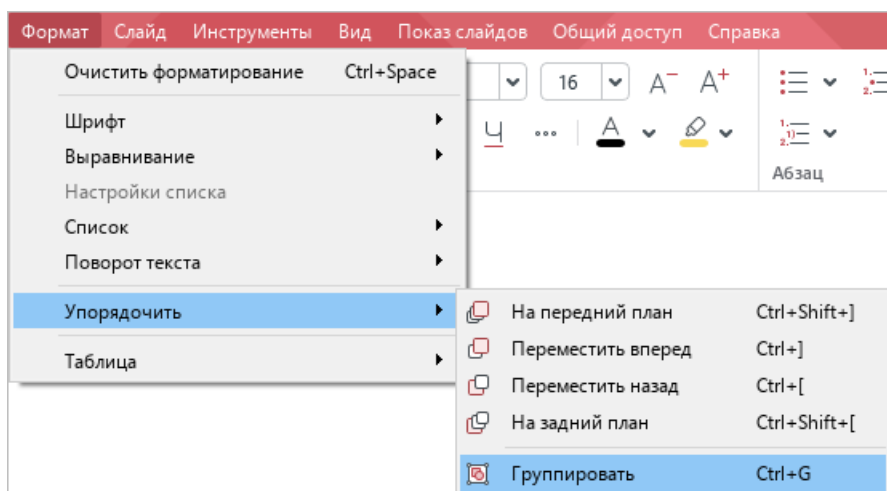 Формат Слайд Инструменты Вид Показ слайдов Общий доступ Справка
Очистить форматирование Ctrl+Space
16 A− A+
Шрифт
Ч A
Выравнивание
Абзац
Настройки списка
Список
Поворот текста
Упорядочить
Таблица
На передний план Ctrl+Shift+]
Переместить вперед Ctrl+]
Переместить назад Ctrl+[
На задний план Ctrl+Shift+[
Группировать Ctrl+G